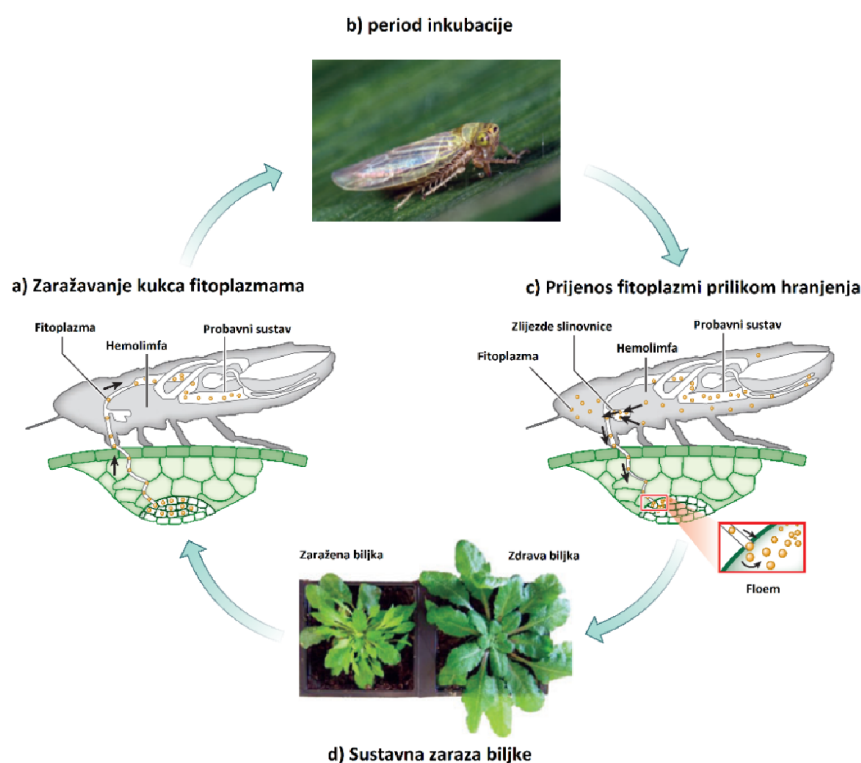 b) period inkubacije
a) Zaražavanje kukca fitoplazmama
c) Prijenos fitoplazmi prilikom hranjenja
Fitoplazma
Hemolimfa
Probavni sustav
Zlijezde slinovnice
Fitoplazma
Hemolimfa
Probavni sustav
Zaražena biljka
Zdrava biljka
Floem
d) Sustavna zaraza biljke